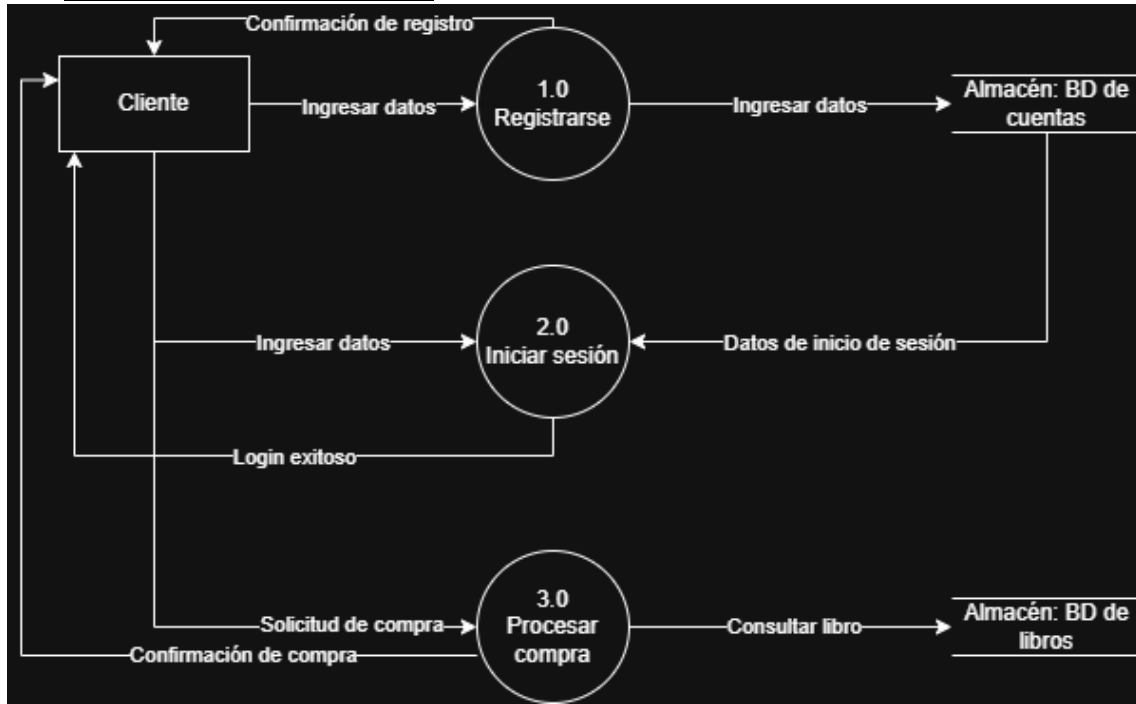 Confirmación de registro
Cliente
Ingresar datos
1.0
Registrarse
Ingresar datos
Almacén: BD de
cuentas
Ingresar datos
2.0
Iniciar sesión
Datos de inicio de sesión
Login exitoso
Solicitud de compra
Confirmación de compra
3.0
Procesar
compra
Consultar libro
Almacén: BD de
libros